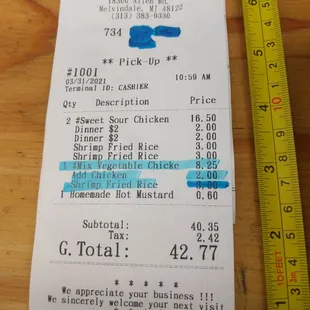 18306 Allen Rd.
Melvindale, MI 48122
(313) 383-9330
734
** Pick-Up **
#1001
10:59 AM
03/31/2021
Terminal ID: CASHIER
Qty Description Price
2 #Sweet Sour Chicken 16.50
Dinner $2 2.00
Dinner $2 2.00
Shrimp Fried Rice 3.00
Shrimp Fried Rice 3.00
1 #Mix Vegetable Chicke 8.25
Add Chicken 2.00
Shrimp Fried Rice 3.00
1 Homemade Hot Mustard 0.60
Subtotal: 40.35
Tax: 2.42
G.Total: 42.77
* * * * *
We appreciate your business !!!
We sincerely welcome your next visit